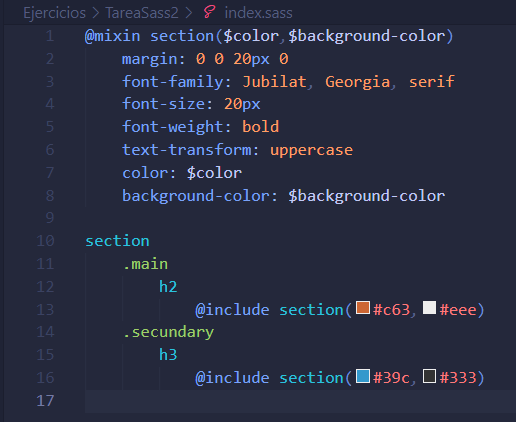 Ejercicios > TareaSass2 > index.sass
1 @mixin section($color,$background-color)
2 margin: 0 0 20px 0
3 font-family: Jubilat, Georgia, serif
4 font-size: 20px
5 font-weight: bold
6 text-transform: uppercase
7 color: $color
8 background-color: $background-color
9
10 section
11 .main
12 h2
13 @include section(#c63,#eee)
14 .secundary
15 h3
16 @include section(#39c,#333)
17